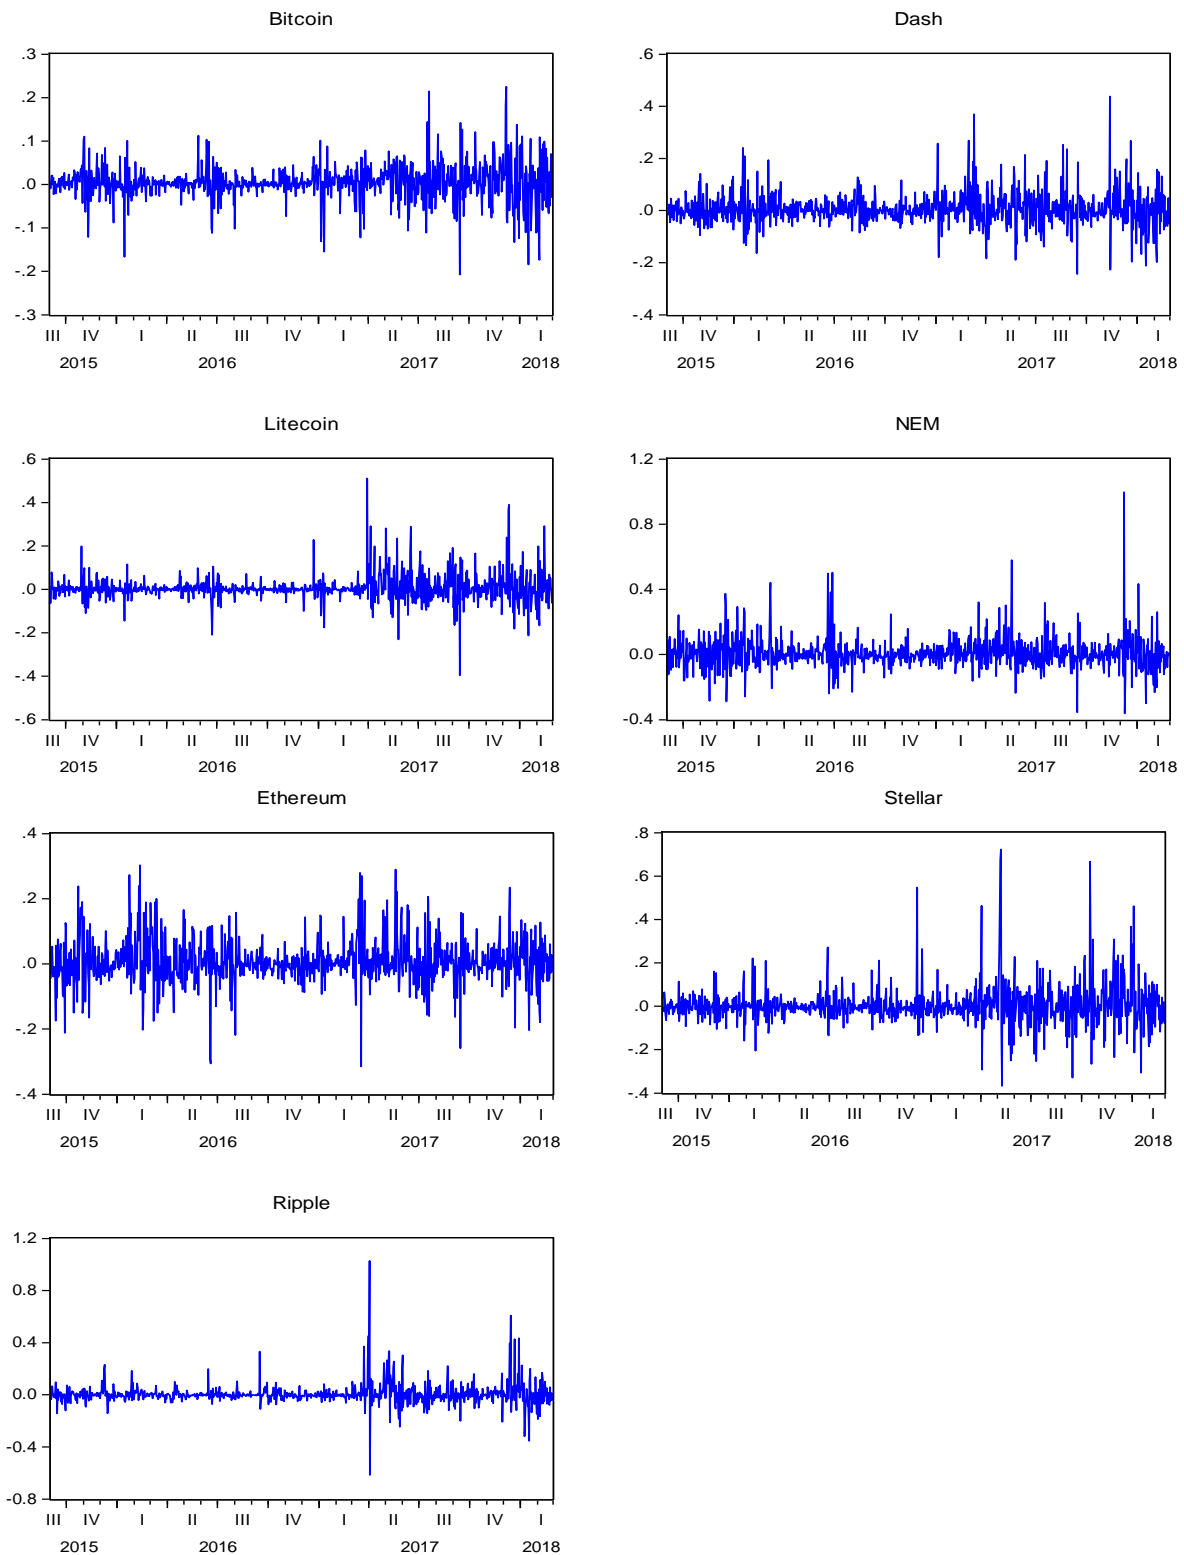 Bitcoin
.3
.2
.1
.0
-.1
-.2
-.3
III IV I II III IV I II III IV I
2015 2016 2017 2018
Dash
.6
.4
.2
.0
-.2
-.4
III IV I II III IV I II III IV I
2015 2016 2017 2018
Litecoin
.6
.4
.2
.0
-.2
-.4
-.6
III IV I II III IV I II III IV I
2015 2016 2017 2018
NEM
1.2
0.8
0.4
0.0
-0.4
III IV I II III IV I II III IV I
2015 2016 2017 2018
Ethereum
.4
.2
.0
-.2
-.4
III IV I II III IV I II III IV I
2015 2016 2017 2018
Stellar
.8
.6
.4
.2
.0
-.2
-.4
III IV I II III IV I II III IV I
2015 2016 2017 2018
Ripple
1.2
0.8
0.4
0.0
-0.4
-0.8
III IV I II III IV I II III IV I
2015 2016 2017 2018